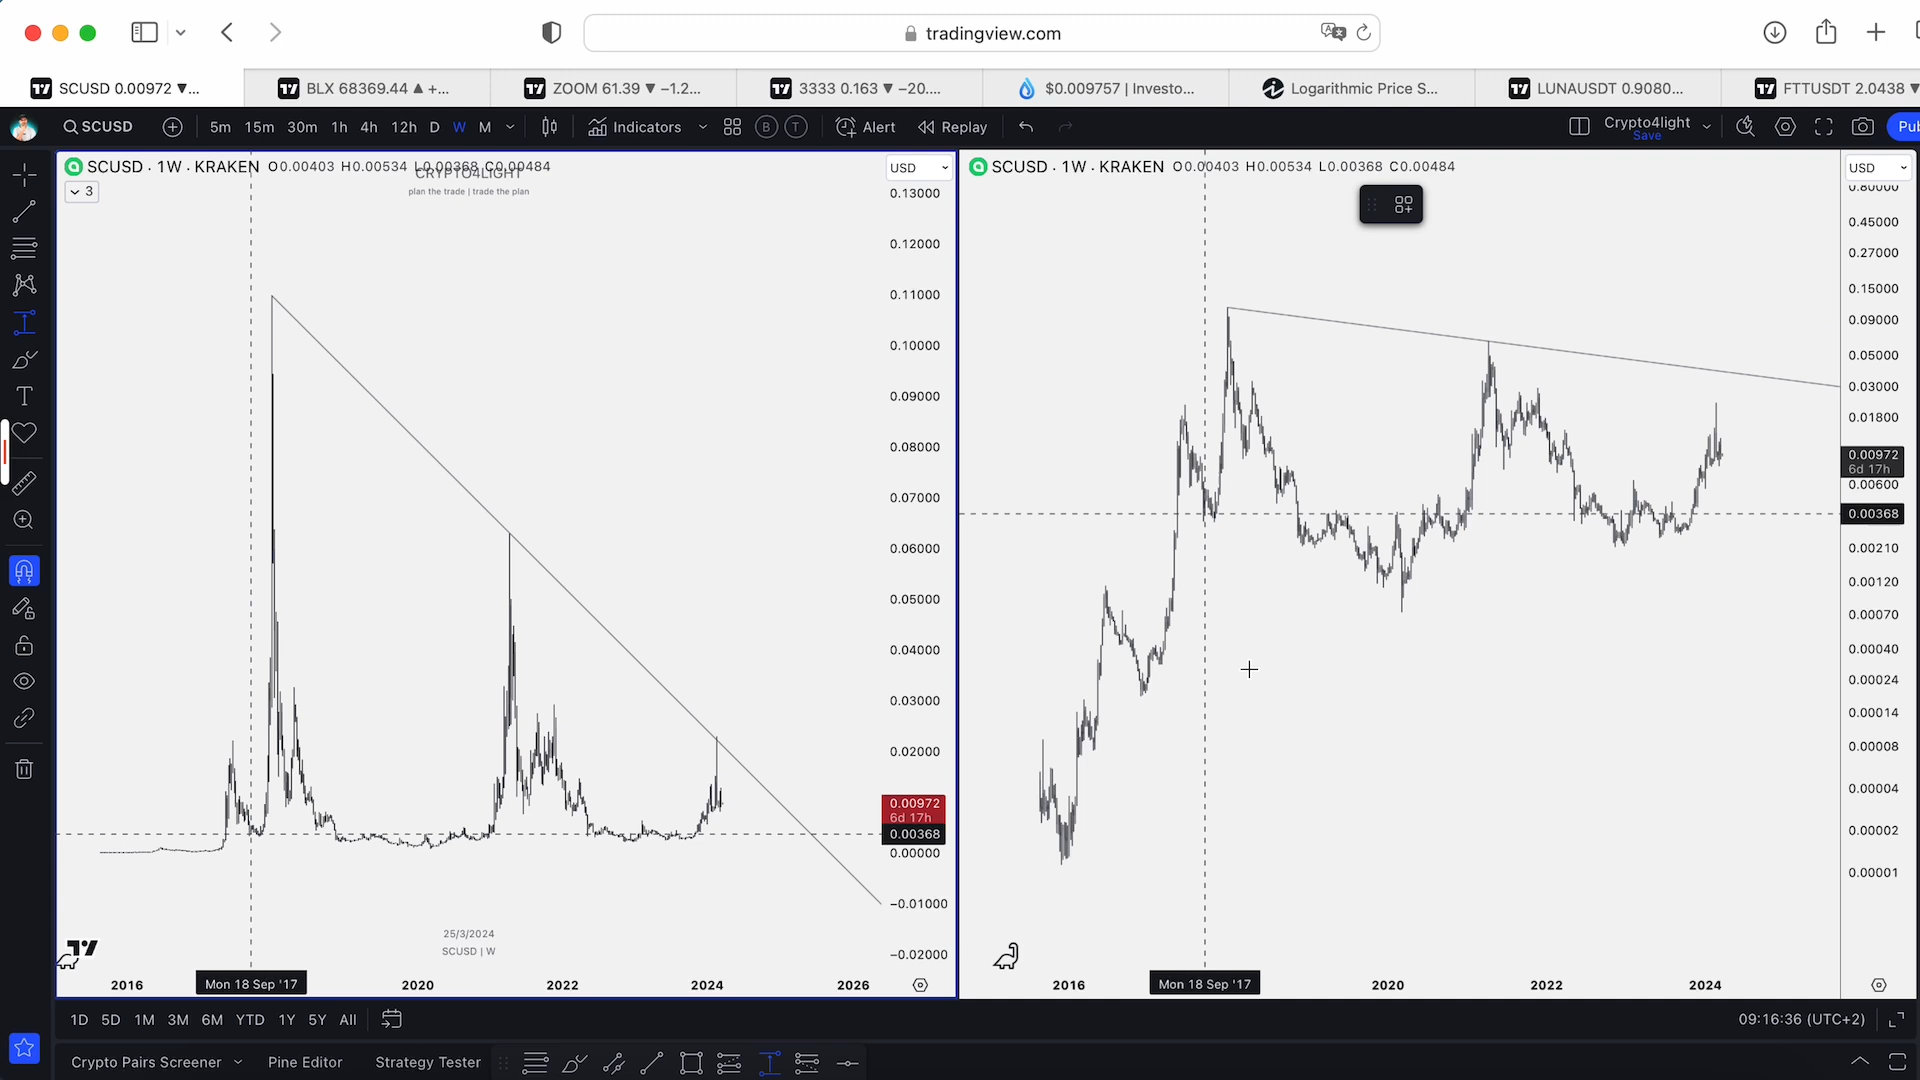 tradingview.com
SCUSD 0.00972 ▼...
BLX 68369.44 ▲ +...
ZOOM 61.39 ▼ −1.2...
3333 0.163 ▼ −20....
$0.009757 | Investo...
Logarithmic Price S...
LUNAUSDT 0.9080...
FTTUSDT 2.0438 ▼
SCUSD
5m 15m 30m 1h 4h 12h D W M
Indicators
B T
Alert
Replay
Crypto4light
Save
Pub
SCUSD · 1W · KRAKEN O0.00403 H0.00534 L0.00368 C0.00484
CRYPTO4LIGHT
plan the trade | trade the plan
3
USD
0.13000
0.12000
0.11000
0.10000
0.09000
0.08000
0.07000
0.06000
0.05000
0.04000
0.03000
0.02000
0.00972
6d 17h
0.00368
0.00000
−0.01000
−0.02000
25/3/2024
SCUSD | W
2016 Mon 18 Sep '17 2020 2022 2024 2026
SCUSD · 1W · KRAKEN O0.00403 H0.00534 L0.00368 C0.00484
USD
0.80000
0.45000
0.27000
0.15000
0.09000
0.05000
0.03000
0.01800
0.00972
6d 17h
0.00600
0.00368
0.00210
0.00120
0.00070
0.00040
0.00024
0.00014
0.00008
0.00004
0.00002
0.00001
2016 Mon 18 Sep '17 2020 2022 2024
1D 5D 1M 3M 6M YTD 1Y 5Y All
09:16:36 (UTC+2)
Crypto Pairs Screener Pine Editor Strategy Tester